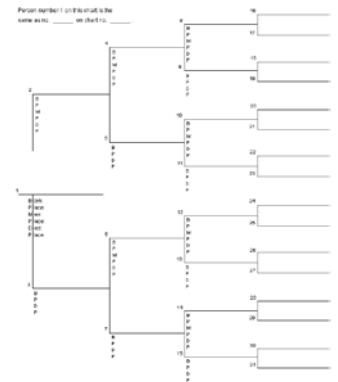 Person number 1 on this chart is the
same as no. ______ on chart no. ______.
16
8
17
B
P
M
P
D
P
4
18
9
19
B
P
D
P
B
P
M
P
D
P
2
20
10
21
B
P
M
P
D
P
B
P
M
P
D
P
5
22
11
23
B
P
D
P
B
P
D
P
1
24
12
25
Born
Place
Marr
Place
Died
Place
B
P
M
P
D
P
6
26
13
27
B
P
M
P
D
P
B
P
D
P
3
28
14
29
B
P
D
P
B
P
M
P
D
P
7
30
15
31
B
P
D
P
B
P
D
P